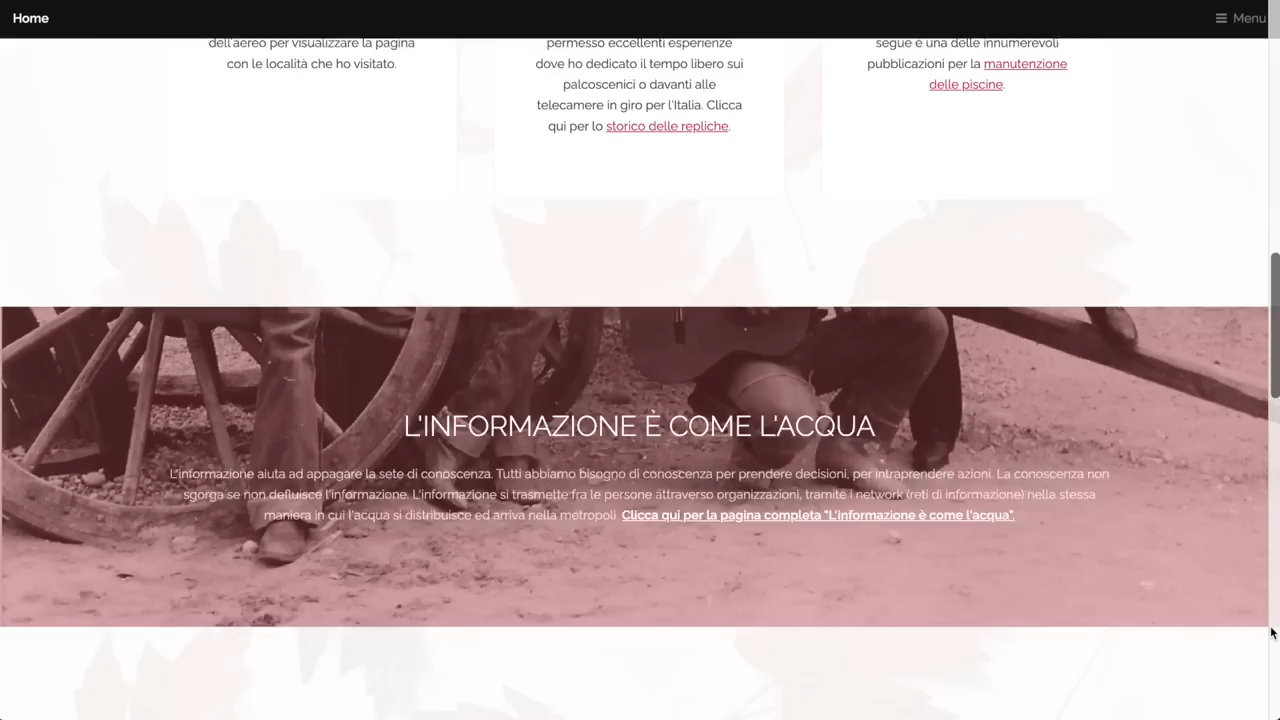 Home
Menu
dell'aereo per visualizzare la pagina
con le località che ho visitato.
permesso eccellenti esperienze
dove ho dedicato il tempo libero sui
palcoscenici o davanti alle
telecamere in giro per l'Italia. Clicca
qui per lo storico delle repliche.
segue è una delle innumerevoli
pubblicazioni per la manutenzione
delle piscine.
L'INFORMAZIONE È COME L'ACQUA
L'informazione aiuta ad appagare la sete di conoscenza. Tutti abbiamo bisogno di conoscenza per prendere decisioni, per intraprendere azioni. La conoscenza non
sgorga se non defluisce l'informazione. L'informazione si trasmette fra le persone attraverso organizzazioni, tramite i network (reti di informazione) nella stessa
maniera in cui l'acqua si distribuisce ed arriva nella metropoli Clicca qui per la pagina completa "L'informazione è come l'acqua".